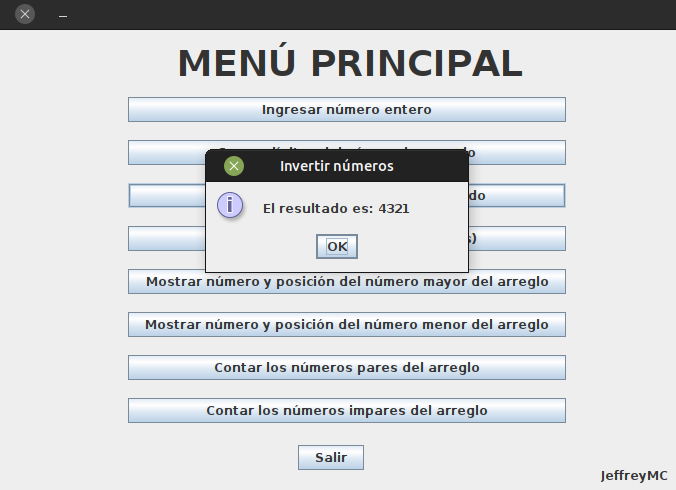 MENÚ PRINCIPAL
Ingresar número entero
Invertir números
El resultado es: 4321
OK
Mostrar número y posición del número mayor del arreglo
Mostrar número y posición del número menor del arreglo
Contar los números pares del arreglo
Contar los números impares del arreglo
Salir
JeffreyMC